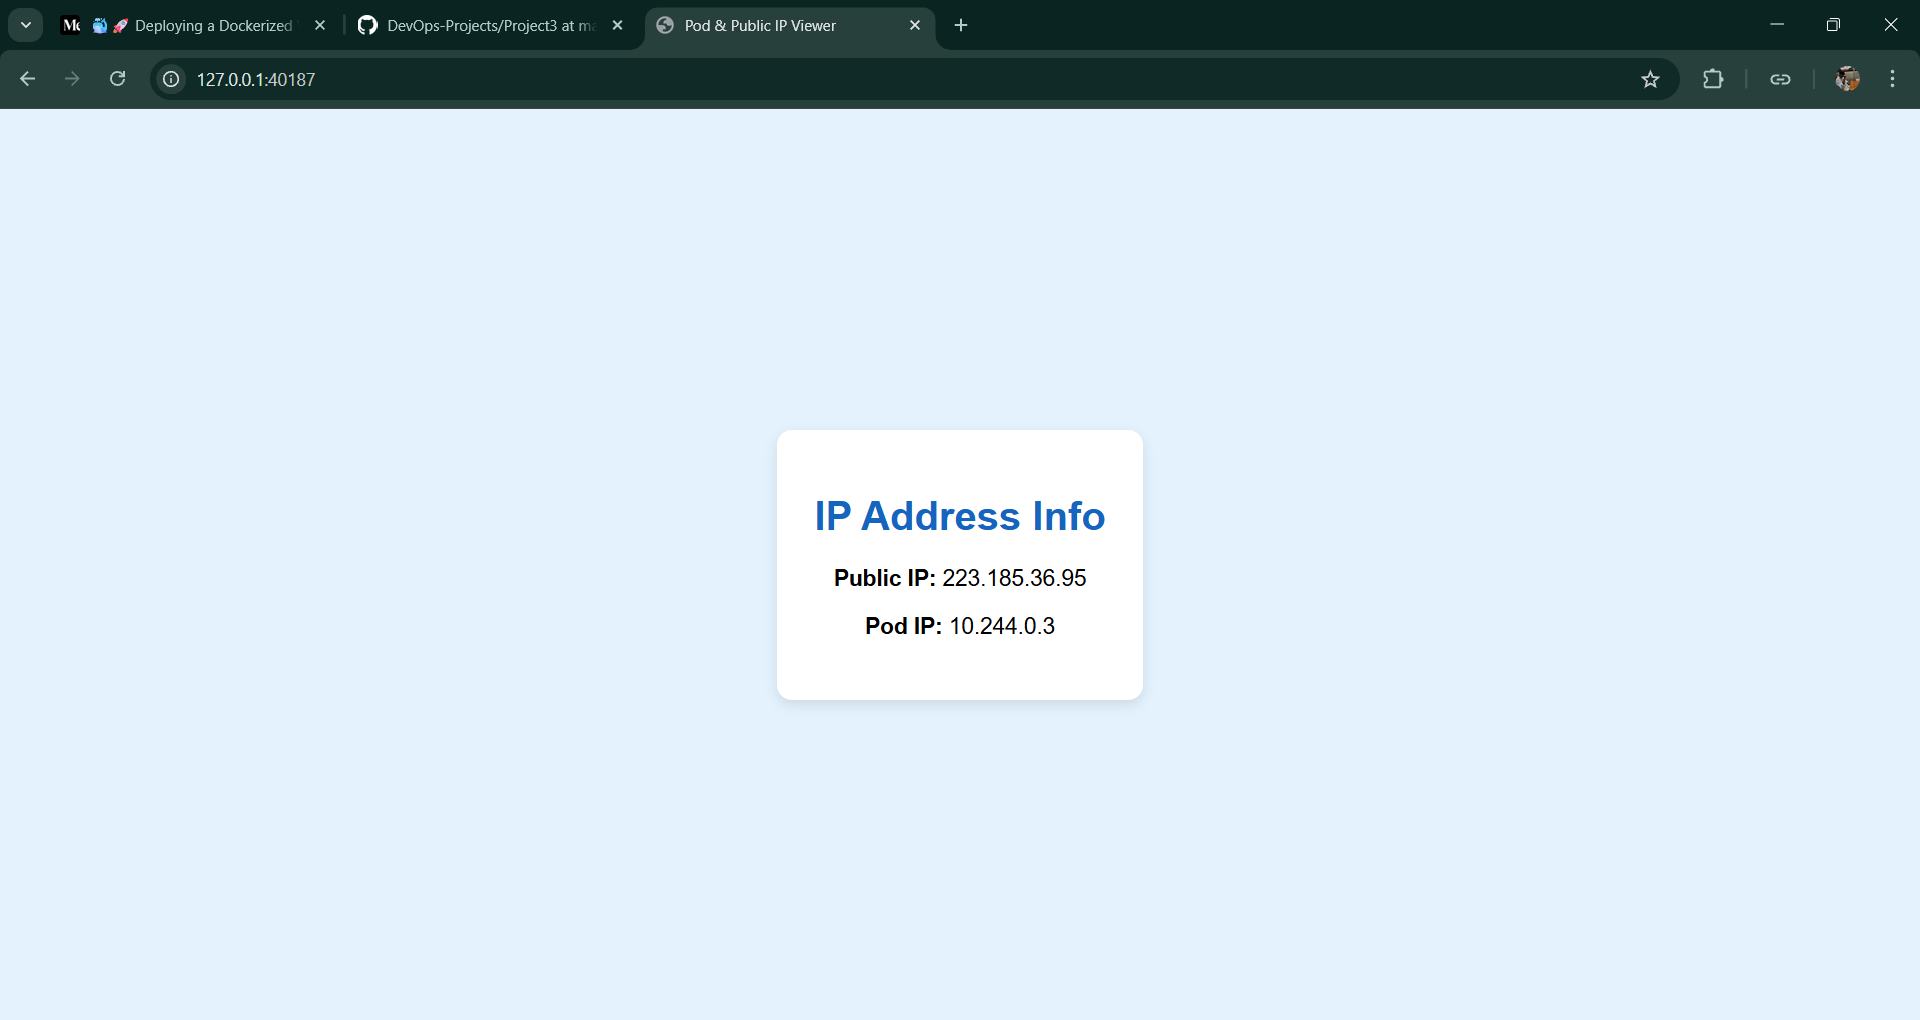 Deploying a Dockerized
DevOps-Projects/Project3 at ma
Pod & Public IP Viewer
127.0.0.1:40187
IP Address Info
Public IP: 223.185.36.95
Pod IP: 10.244.0.3